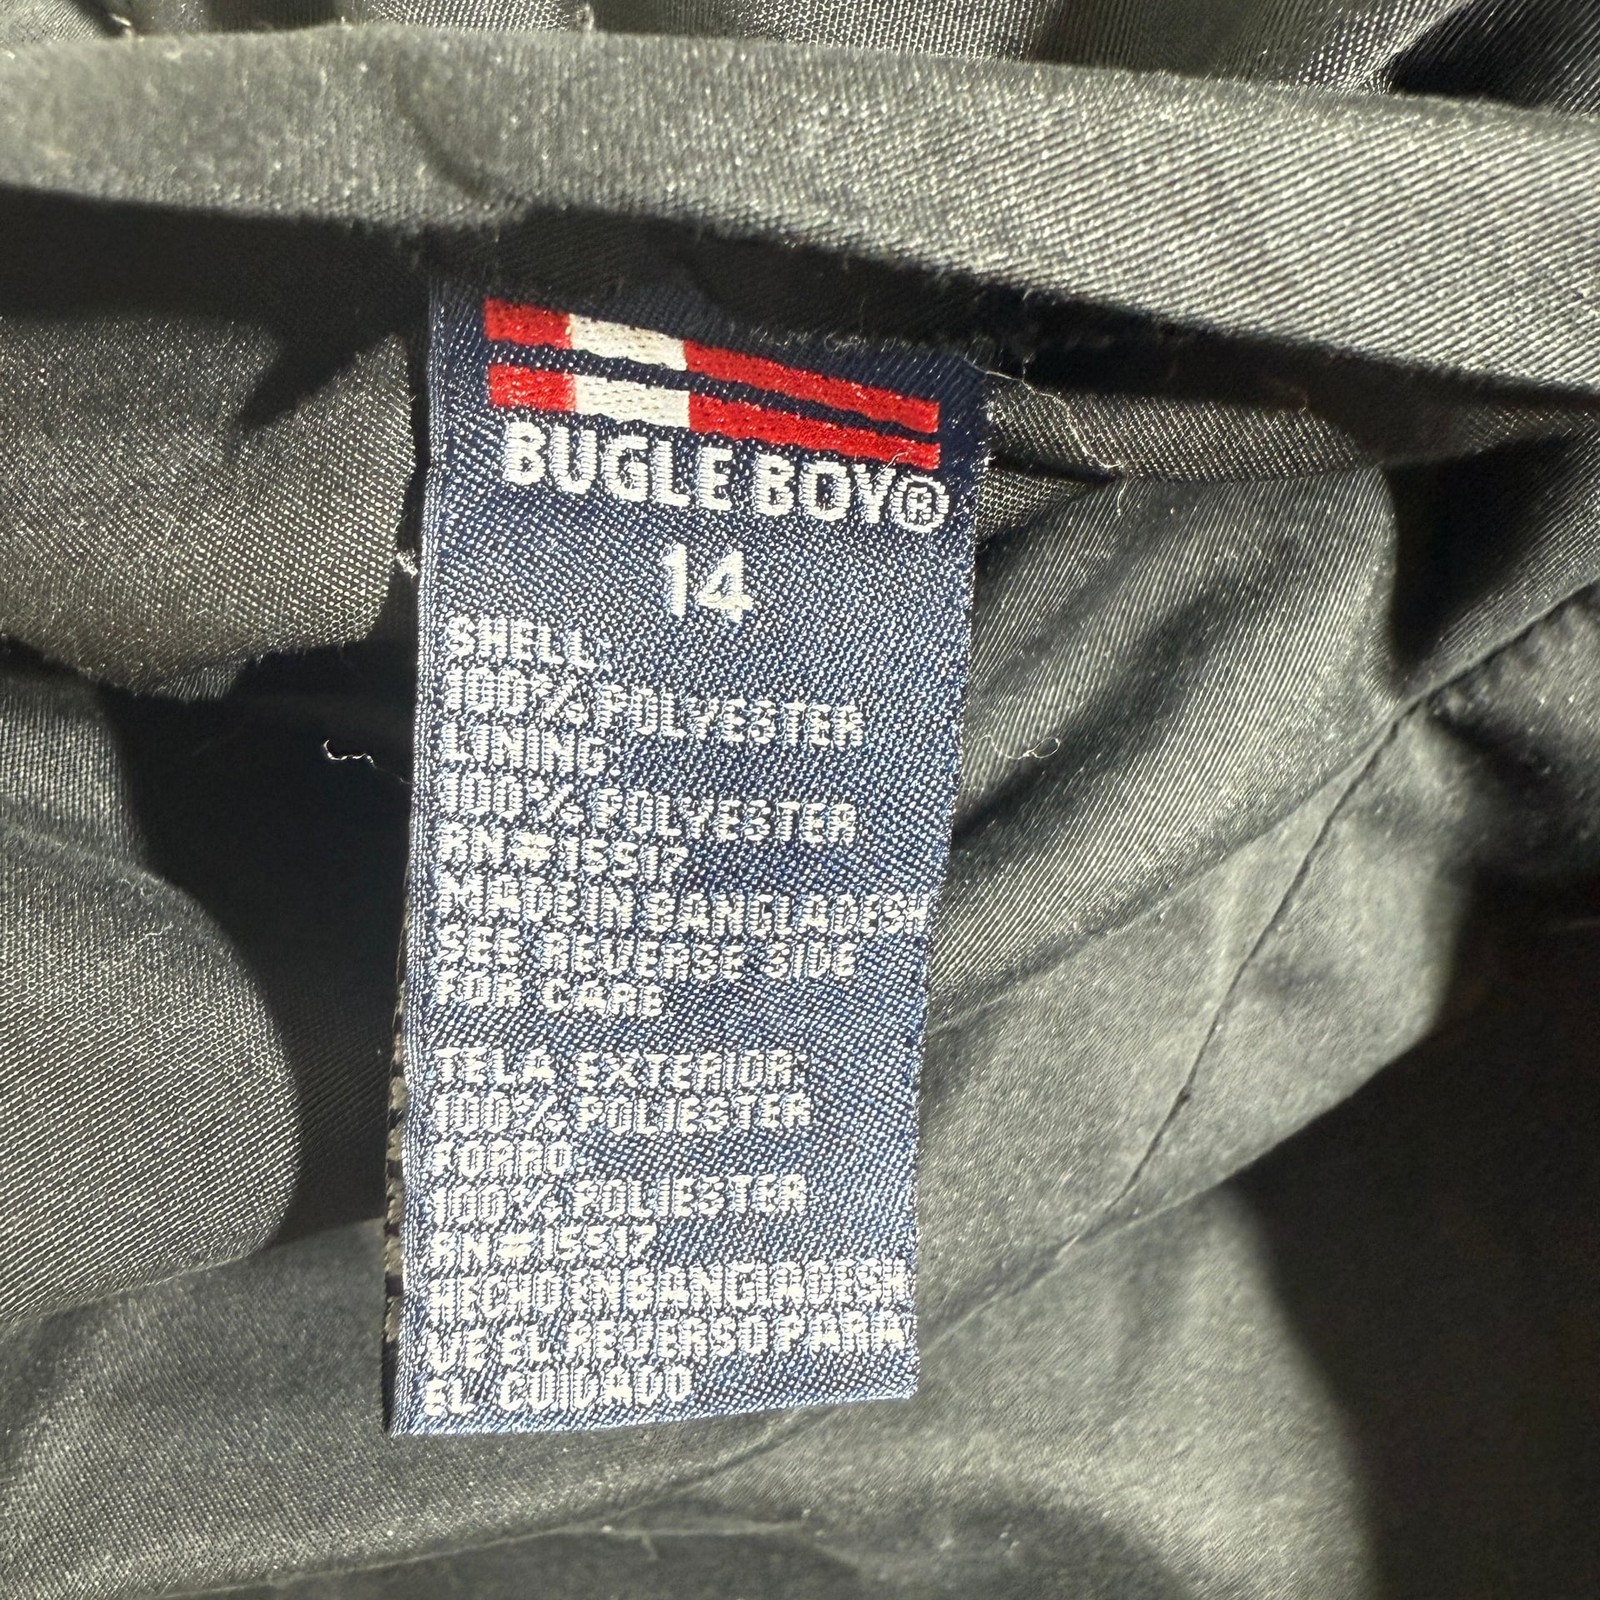 BUGLE BOY®
14
SHELL:
100% POLYESTER
LINING:
100% POLYESTER
RN#15517
MADE IN BANGLADESH
SEE REVERSE SIDE
FOR CARE
TELA EXTERIOR:
100% POLIESTER
FORRO:
100% POLIESTER
RN#15517
HECHO EN BANGLADESH
VE EL REVERSO PARA
EL CUIDADO